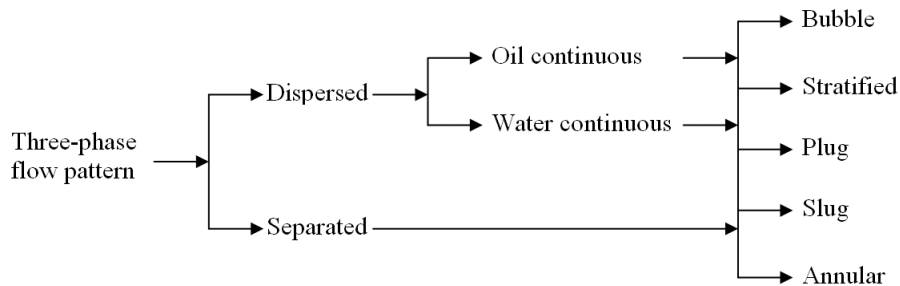 Three-phase
flow pattern
Dispersed
Separated
Oil continuous
Water continuous
Bubble
Stratified
Plug
Slug
Annular